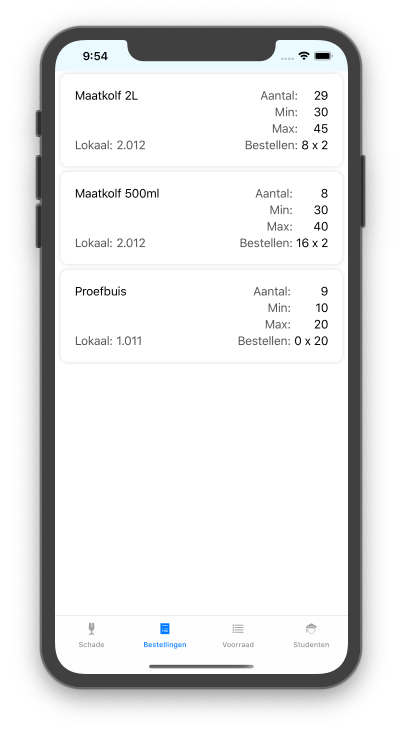 9:54
Maatkolf 2L Aantal: 29
Min: 30
Max: 45
Lokaal: 2.012 Bestellen: 8 x 2
Maatkolf 500ml Aantal: 8
Min: 30
Max: 40
Lokaal: 2.012 Bestellen: 16 x 2
Proefbuis Aantal: 9
Min: 10
Max: 20
Lokaal: 1.011 Bestellen: 0 x 20
Schade Bestellingen Voorraad Studenten